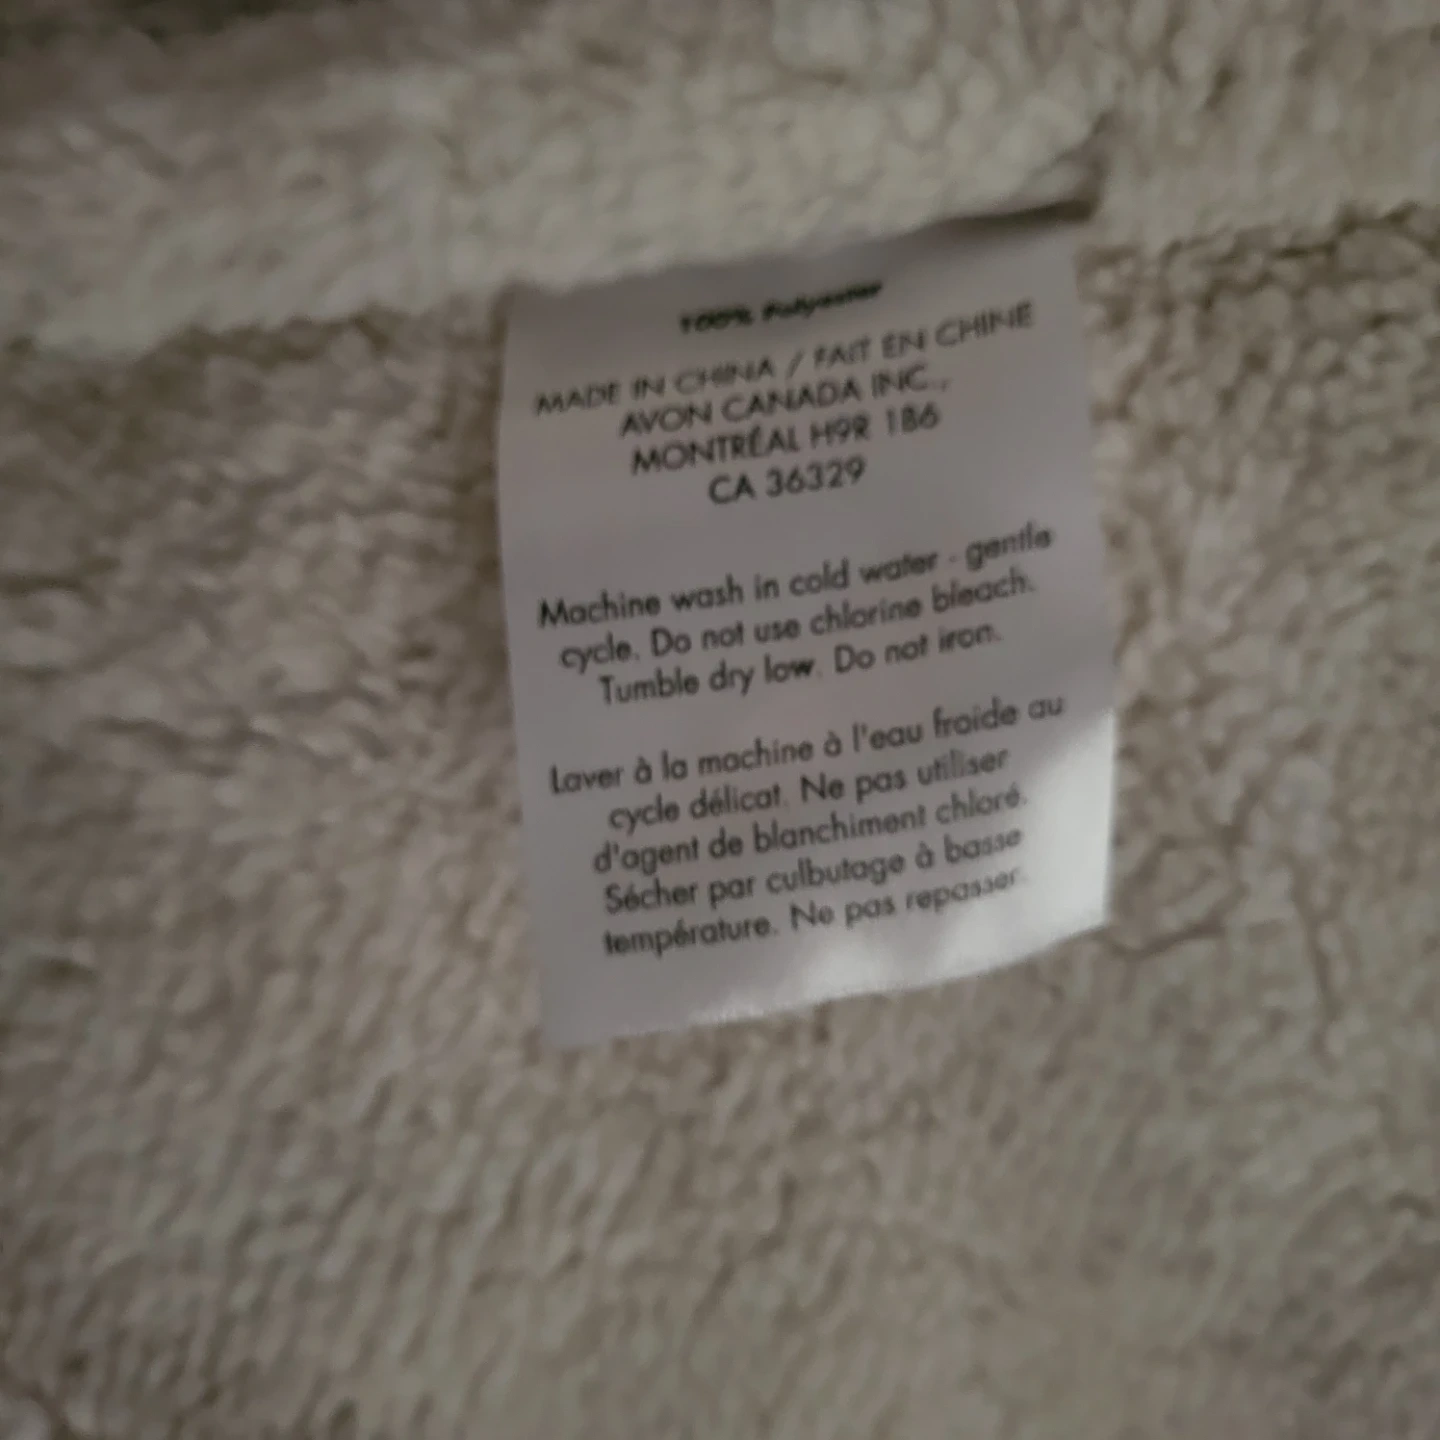 100% Polyester
MADE IN CHINA / FAIT EN CHINE
AVON CANADA INC.,
MONTRÉAL H9R 1B6
CA 36329
Machine wash in cold water - gentle
cycle. Do not use chlorine bleach.
Tumble dry low. Do not iron.
Laver à la machine à l'eau froide au
cycle délicat. Ne pas utiliser
d'agent de blanchiment chloré.
Sécher par culbutage à basse
température. Ne pas repasser.